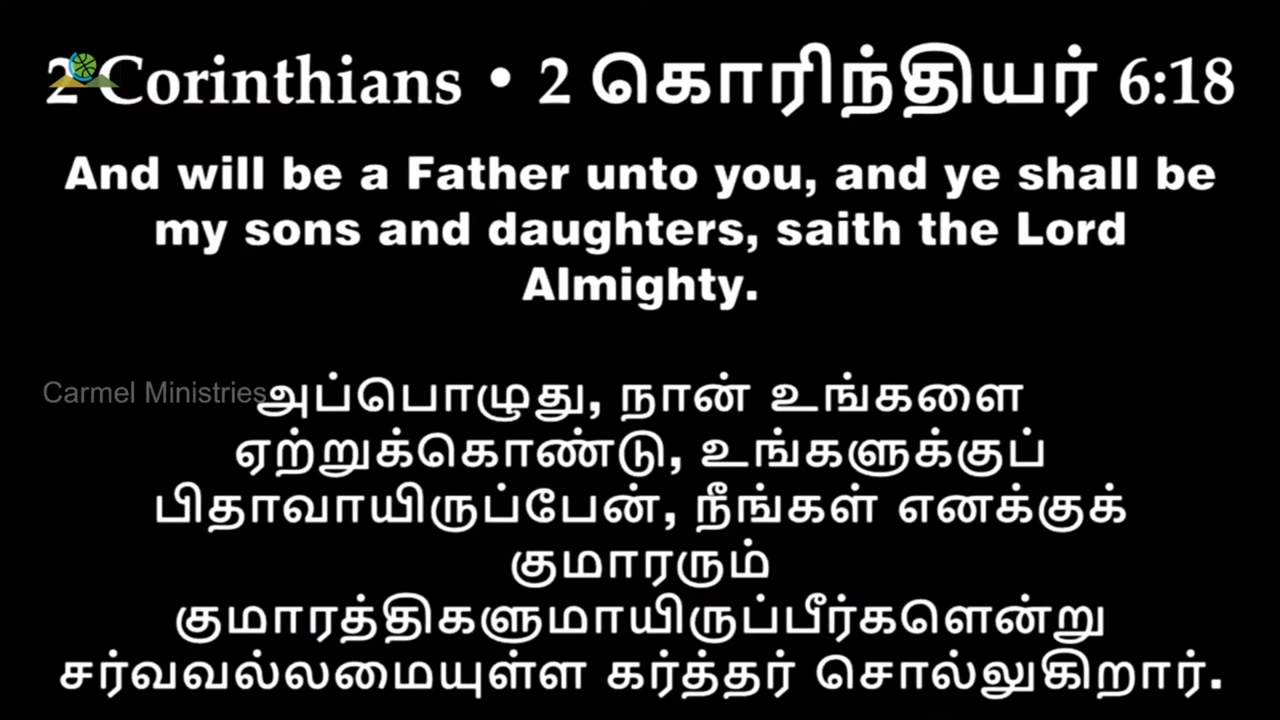 2 Corinthians • 2 கொரிந்தியர் 6:18
And will be a Father unto you, and ye shall be
my sons and daughters, saith the Lord
Almighty.
Carmel Ministries
அப்பொழுது, நான் உங்களை
ஏற்றுக்கொண்டு, உங்களுக்குப்
பிதாவாயிருப்பேன், நீங்கள் எனக்குக்
குமாரரும்
குமாரத்திகளுமாயிருப்பீர்களென்று
சர்வவல்லமையுள்ள கர்த்தர் சொல்லுகிறார்.